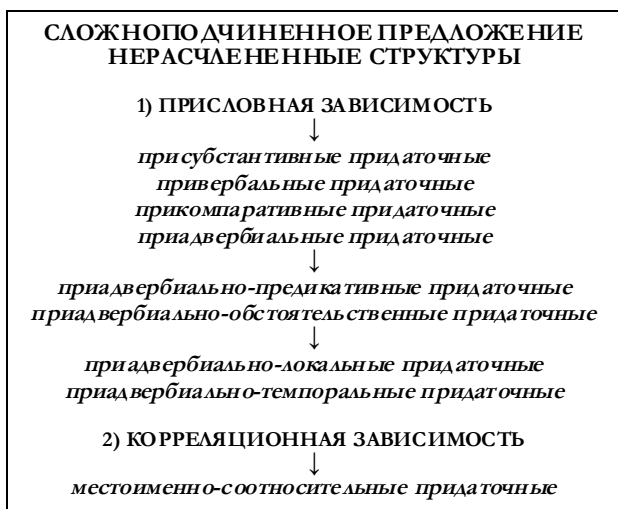 СЛОЖНОПОДЧИНЕННОЕ ПРЕДЛОЖЕНИЕ
НЕРАСЧЛЕНЕННЫЕ СТРУКТУРЫ
1) ПРИСЛОВНАЯ ЗАВИСИМОСТЬ
↓
присубстантивные придаточные
привербальные придаточные
прикомпаративные придаточные
приадвербиальные придаточные
↓
приадвербиально-предикативные придаточные
приадвербиально-обстоятельственные придаточные
↓
приадвербиально-локальные придаточные
приадвербиально-темпоральные придаточные
2) КОРРЕЛЯЦИОННАЯ ЗАВИСИМОСТЬ
↓
местоименно-соотносительные придаточные